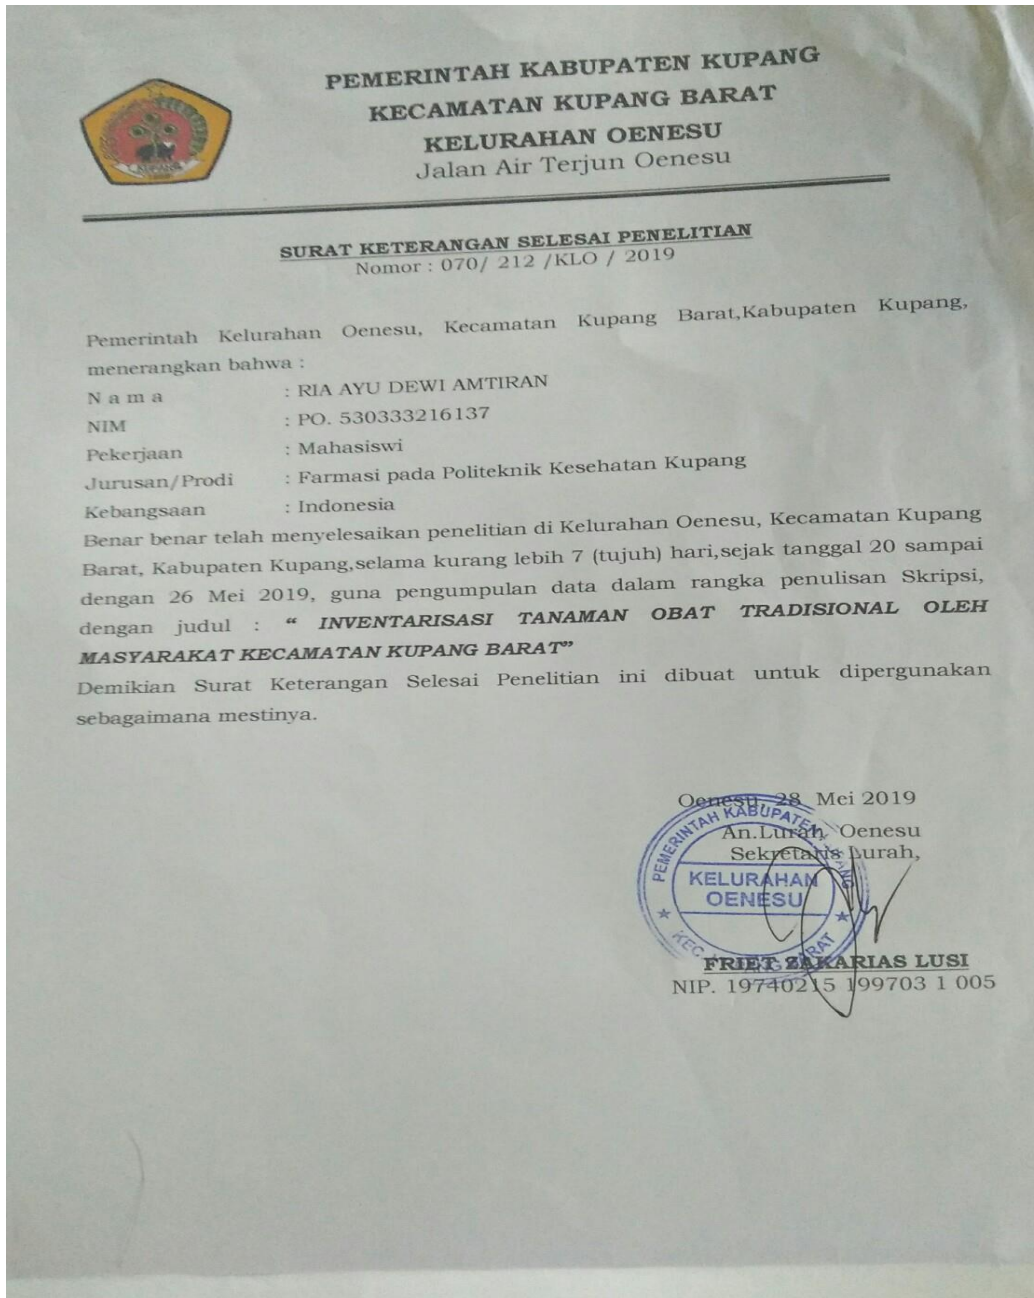 PEMERINTAH KABUPATEN KUPANG
KECAMATAN KUPANG BARAT
KELURAHAN OENESU
Jalan Air Terjun Oenesu
KUPANG
SURAT KETERANGAN SELESAI PENELITIAN
Nomor : 070/ 212 /KLO / 2019
Pemerintah Kelurahan Oenesu, Kecamatan Kupang Barat,Kabupaten Kupang,
menerangkan bahwa :
N a m a : RIA AYU DEWI AMTIRAN
NIM : PO. 530333216137
Pekerjaan : Mahasiswi
Jurusan/Prodi : Farmasi pada Politeknik Kesehatan Kupang
Kebangsaan : Indonesia
Benar benar telah menyelesaikan penelitian di Kelurahan Oenesu, Kecamatan Kupang
Barat, Kabupaten Kupang,selama kurang lebih 7 (tujuh) hari,sejak tanggal 20 sampai
dengan 26 Mei 2019, guna pengumpulan data dalam rangka penulisan Skripsi,
dengan judul : “ INVENTARISASI TANAMAN OBAT TRADISIONAL OLEH
MASYARAKAT KECAMATAN KUPANG BARAT”
Demikian Surat Keterangan Selesai Penelitian ini dibuat untuk dipergunakan
sebagaimana mestinya.
Oenesu, 28 Mei 2019
An.Lurah Oenesu
Sekretaris Lurah,
PEMERINTAH KABUPATEN
KELURAHAN
OENESU
KEC BARAT
FRIET ZAKARIAS LUSI
NIP. 19740215 199703 1 005